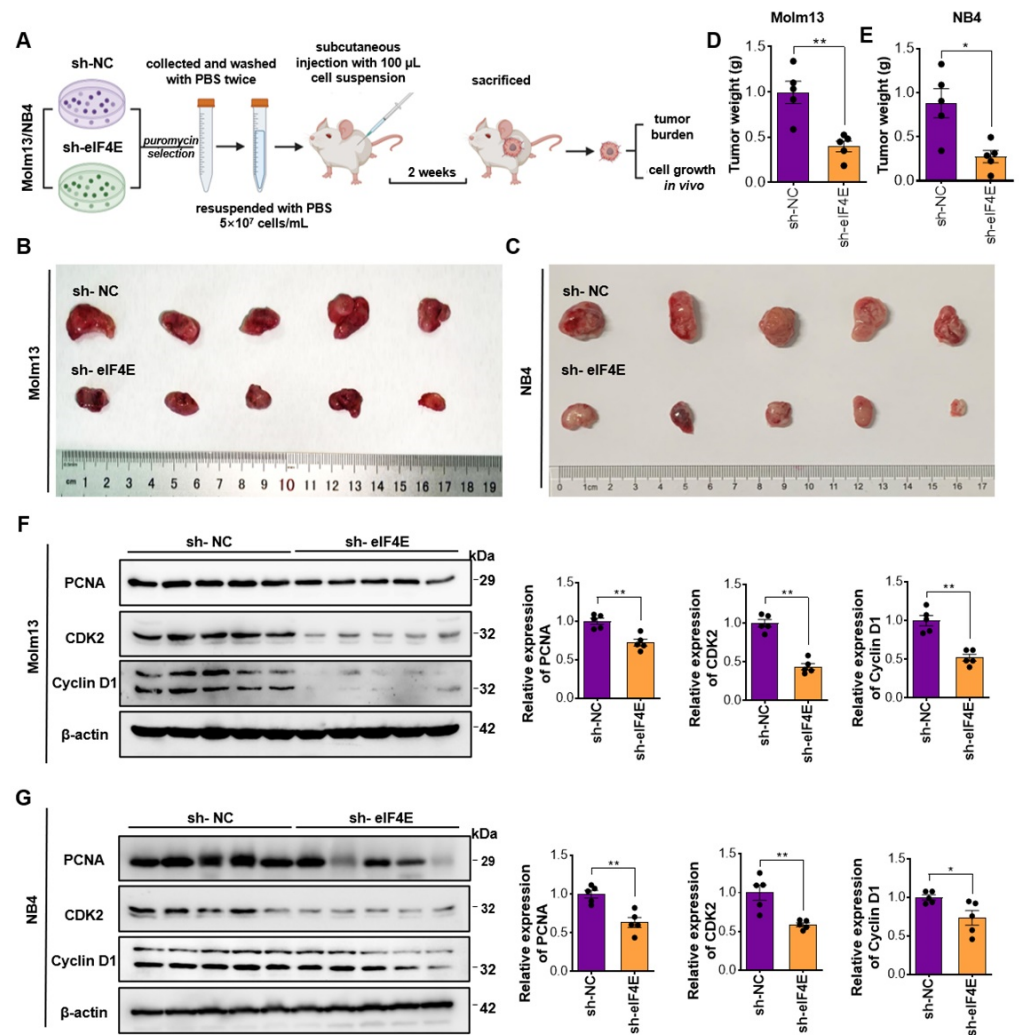 A
sh-NC
sh-eIF4E
Molm13/NB4
puromycin
selection
collected and washed
with PBS twice
resuspended with PBS
5×10⁷ cells/mL
subcutaneous
injection with 100 μL
cell suspension
2 weeks
sacrificed
tumor
burden
cell growth
in vivo
D
Molm13
Tumor weight (g)
1.5
1.0
0.5
0.0
**
sh-NC
sh-eIF4E
E
NB4
Tumor weight (g)
1.5
1.0
0.5
0.0
*
sh-NC
sh-eIF4E
B
Molm13
sh- NC
sh- eIF4E
cm 1 2 3 4 5 6 7 8 9 10 11 12 13 14 15 16 17 18 19
C
NB4
sh- NC
sh- eIF4E
0 1cm 2 3 4 5 6 7 8 9 10 11 12 13 14 15 16 17
F
Molm13
sh- NC
sh- eIF4E
kDa
PCNA
29
CDK2
32
Cyclin D1
32
β-actin
42
Relative expression
of PCNA
1.5
1.0
0.5
0.0
**
sh-NC
sh-eIF4E
Relative expression
of CDK2
1.5
1.0
0.5
0.0
**
sh-NC
sh-eIF4E
Relative expression
of Cyclin D1
1.5
1.0
0.5
0.0
**
sh-NC
sh-eIF4E
G
NB4
sh- NC
sh- eIF4E
kDa
PCNA
29
CDK2
32
Cyclin D1
32
β-actin
42
Relative expression
of PCNA
1.5
1.0
0.5
0.0
**
sh-NC
sh-eIF4E
Relative expression
of CDK2
1.5
1.0
0.5
0.0
**
sh-NC
sh-eIF4E
Relative expression
of Cyclin D1
1.5
1.0
0.5
0.0
*
sh-NC
sh-eIF4E